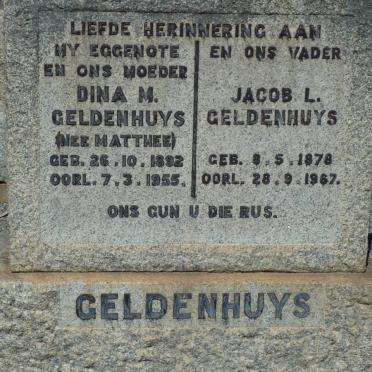 LIEFDE HERINNERING AAN
MY EGGENOTE
EN ONS MOEDER
DINA M.
GELDENHUYS
(NEE MATTHEE)
GEB. 26.10.1892
OORL. 7.3.1955.
EN ONS VADER
JACOB L.
GELDENHUYS
GEB. 8.5.1878
OORL. 28.9.1967.
ONS GUN U DIE RUS.
GELDENHUYS